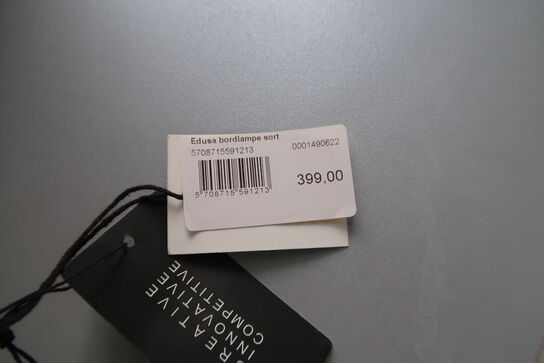 Edusa bordlampe sort
5708715591213 0001490622
5 708715 591213
399,00
CREATIVE
INNOVATIVE
COMPETITIVE